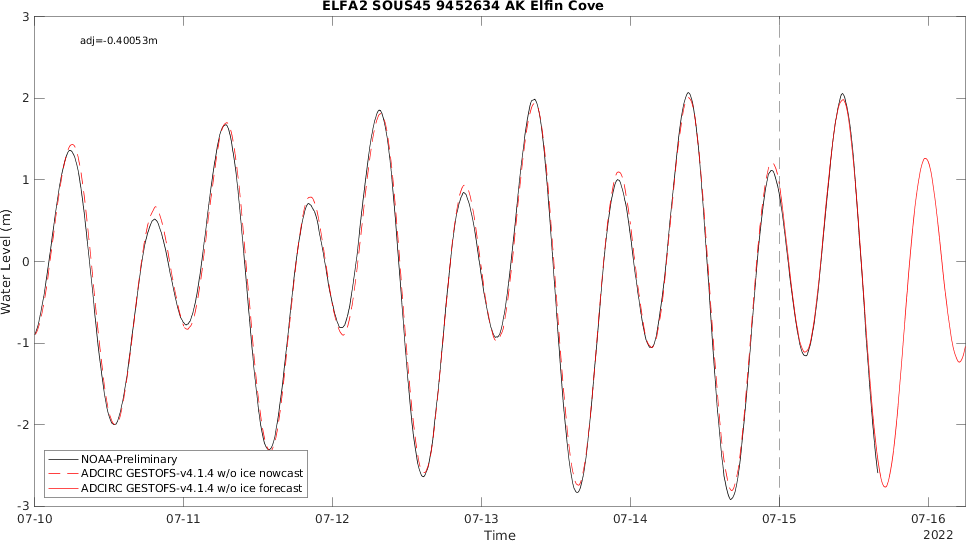 ELFA2 SOUS45 9452634 AK Elfin Cove
adj=-0.40053m
3
2
1
0
-1
-2
-3
Water Level (m)
NOAA-Preliminary
ADCIRC GESTOFS-v4.1.4 w/o ice nowcast
ADCIRC GESTOFS-v4.1.4 w/o ice forecast
07-10 07-11 07-12 07-13 07-14 07-15 07-16
Time
2022